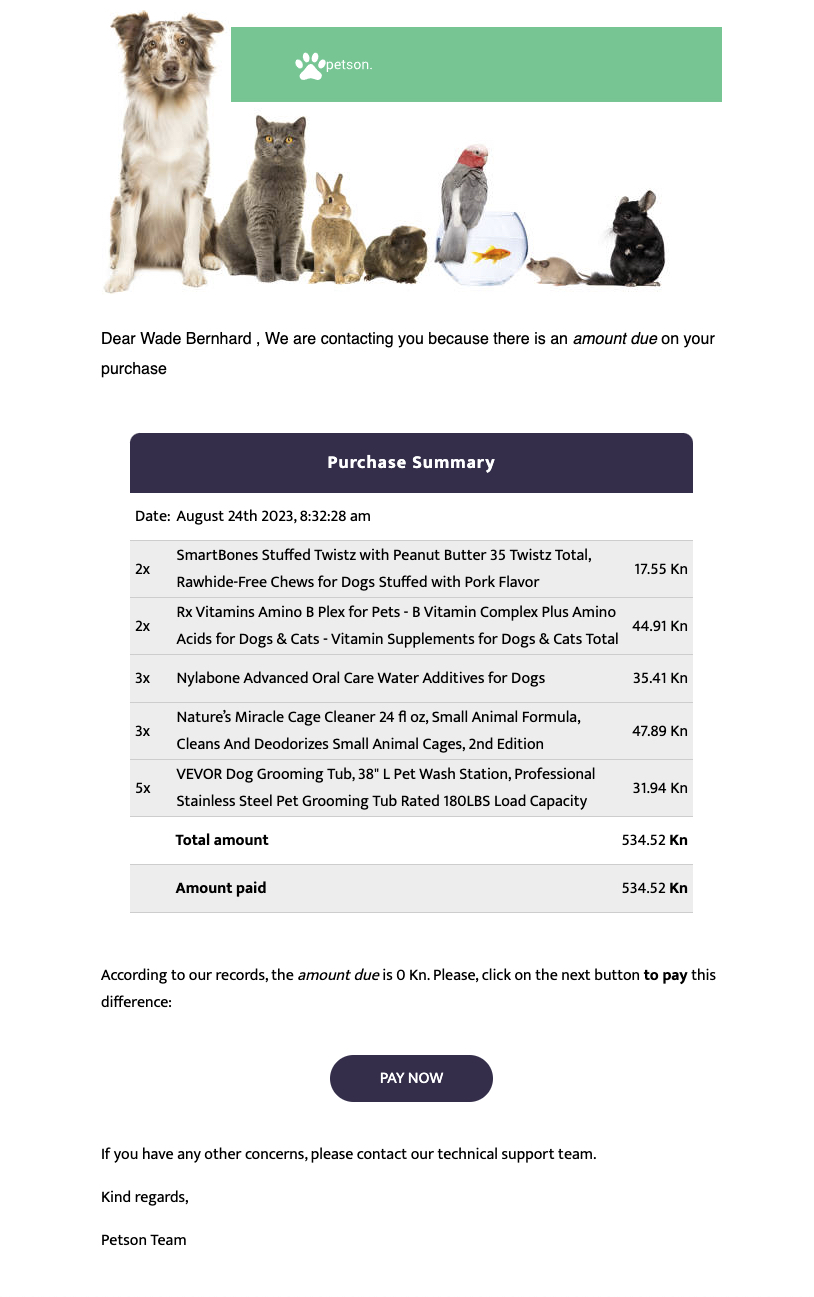 petson.
Dear Wade Bernhard , We are contacting you because there is an amount due on your
purchase
Purchase Summary
Date: August 24th 2023, 8:32:28 am
2x SmartBones Stuffed Twistz with Peanut Butter 35 Twistz Total,
Rawhide-Free Chews for Dogs Stuffed with Pork Flavor 17.55 Kn
2x Rx Vitamins Amino B Plex for Pets - B Vitamin Complex Plus Amino
Acids for Dogs & Cats - Vitamin Supplements for Dogs & Cats Total 44.91 Kn
3x Nylabone Advanced Oral Care Water Additives for Dogs 35.41 Kn
3x Nature's Miracle Cage Cleaner 24 fl oz, Small Animal Formula,
Cleans And Deodorizes Small Animal Cages, 2nd Edition 47.89 Kn
5x VEVOR Dog Grooming Tub, 38" L Pet Wash Station, Professional
Stainless Steel Pet Grooming Tub Rated 180LBS Load Capacity 31.94 Kn
Total amount 534.52 Kn
Amount paid 534.52 Kn
According to our records, the amount due is 0 Kn. Please, click on the next button to pay this
difference:
PAY NOW
If you have any other concerns, please contact our technical support team.
Kind regards,
Petson Team